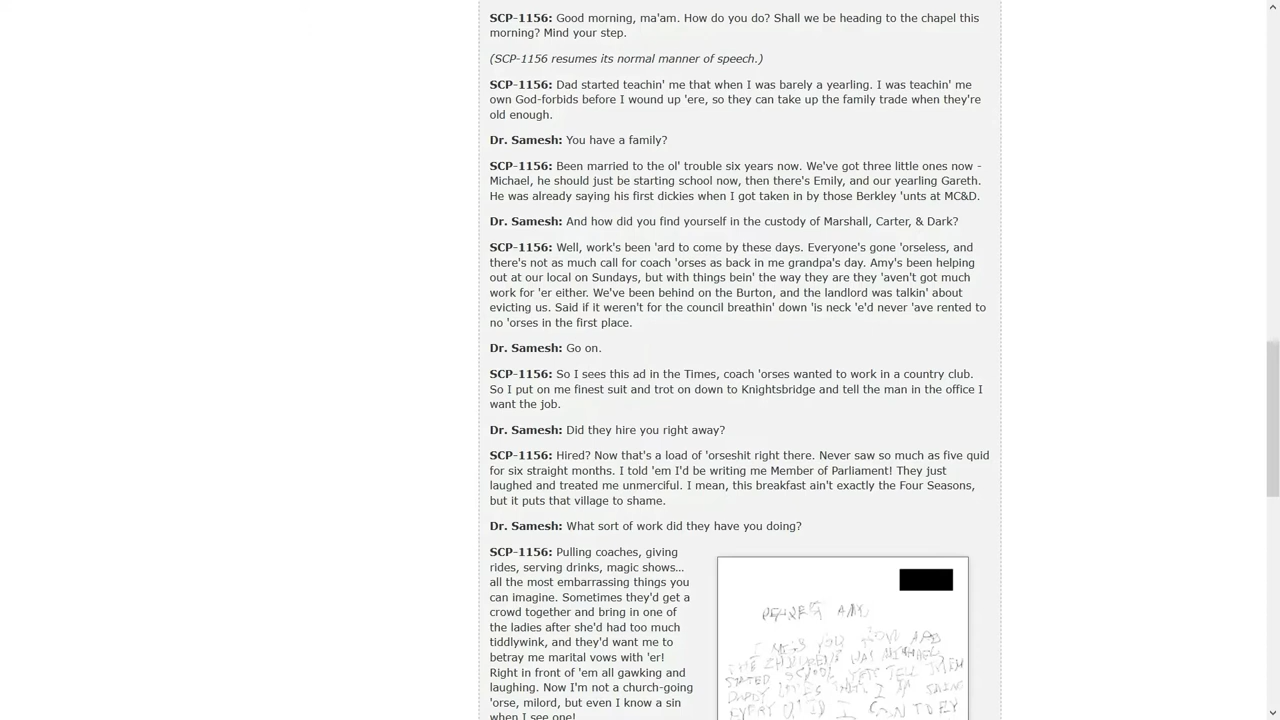 SCP-1156: Good morning, ma'am. How do you do? Shall we be heading to the chapel this
morning? Mind your step.
(SCP-1156 resumes its normal manner of speech.)
SCP-1156: Dad started teachin' me that when I was barely a yearling. I was teachin' me
own God-forbids before I wound up 'ere, so they can take up the family trade when they're
old enough.
Dr. Samesh: You have a family?
SCP-1156: Been married to the ol' trouble six years now. We've got three little ones now -
Michael, he should just be starting school now, then there's Emily, and our yearling Gareth.
He was already saying his first dickies when I got taken in by those Berkley 'unts at MC&D.
Dr. Samesh: And how did you find yourself in the custody of Marshall, Carter, & Dark?
SCP-1156: Well, work's been 'ard to come by these days. Everyone's gone 'orseless, and
there's not as much call for coach 'orses as back in me grandpa's day. Amy's been helping
out at our local on Sundays, but with things bein' the way they are they 'aven't got much
work for 'er either. We've been behind on the Burton, and the landlord was talkin' about
evicting us. Said if it weren't for the council breathin' down 'is neck 'e'd never 'ave rented to
no 'orses in the first place.
Dr. Samesh: Go on.
SCP-1156: So I sees this ad in the Times, coach 'orses wanted to work in a country club.
So I put on me finest suit and trot on down to Knightsbridge and tell the man in the office I
want the job.
Dr. Samesh: Did they hire you right away?
SCP-1156: Hired? Now that's a load of 'orseshit right there. Never saw so much as five quid
for six straight months. I told 'em I'd be writing me Member of Parliament! They just
laughed and treated me unmerciful. I mean, this breakfast ain't exactly the Four Seasons,
but it puts that village to shame.
Dr. Samesh: What sort of work did they have you doing?
SCP-1156: Pulling coaches, giving
rides, serving drinks, magic shows...
all the most embarrassing things you
can imagine. Sometimes they'd get a
crowd together and bring in one of
the ladies after she'd had too much
tiddlywink, and they'd want me to
betray me marital vows with 'er!
Right in front of 'em all gawking and
laughing. Now I'm not a church-going
'orse, milord, but even I know a sin
when I see one!
AMY
THE CHILDREN WAS MICHAEL
THEM